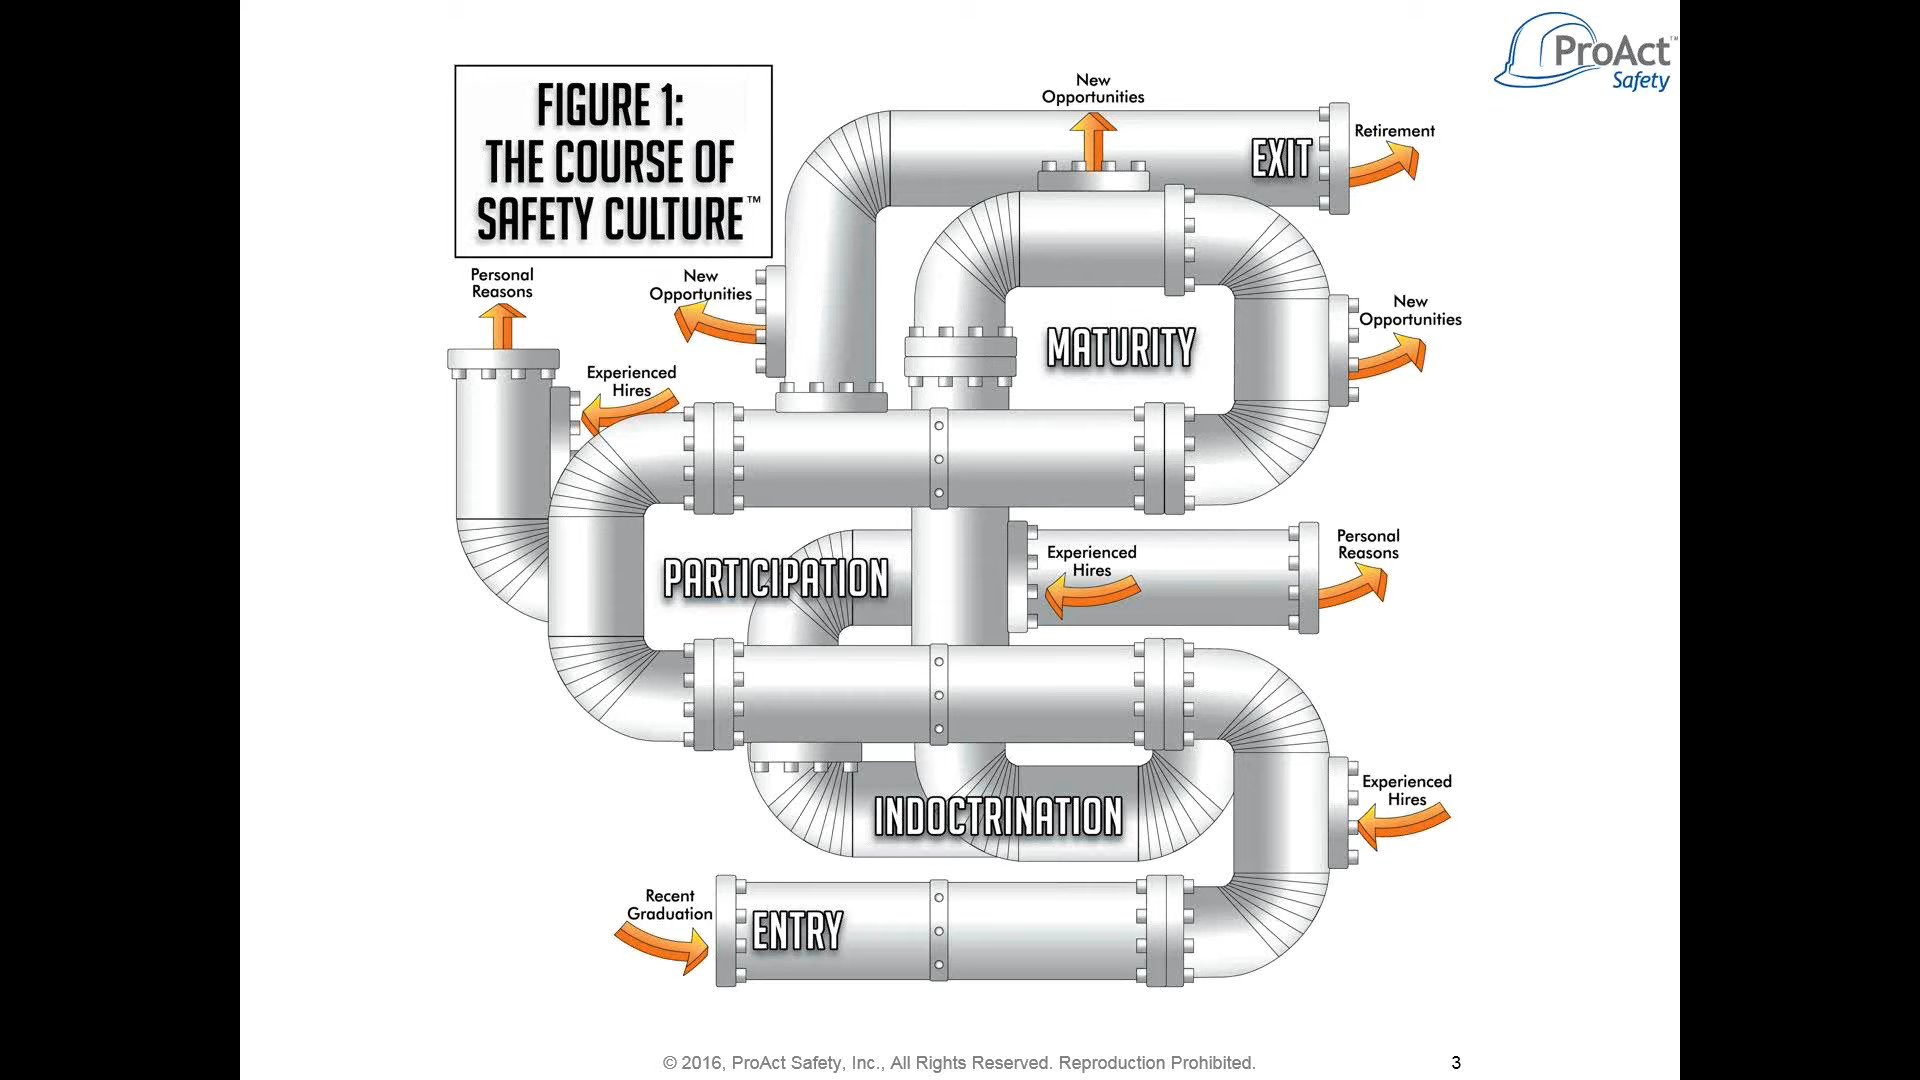 ProAct™
Safety
FIGURE 1:
THE COURSE OF
SAFETY CULTURE™
New
Opportunities
EXIT
Retirement
Personal
Reasons
New
Opportunities
New
Opportunities
MATURITY
Experienced
Hires
PARTICIPATION
Experienced
Hires
Personal
Reasons
INDOCTRINATION
Experienced
Hires
Recent
Graduation
ENTRY
© 2016, ProAct Safety, Inc., All Rights Reserved. Reproduction Prohibited.
3